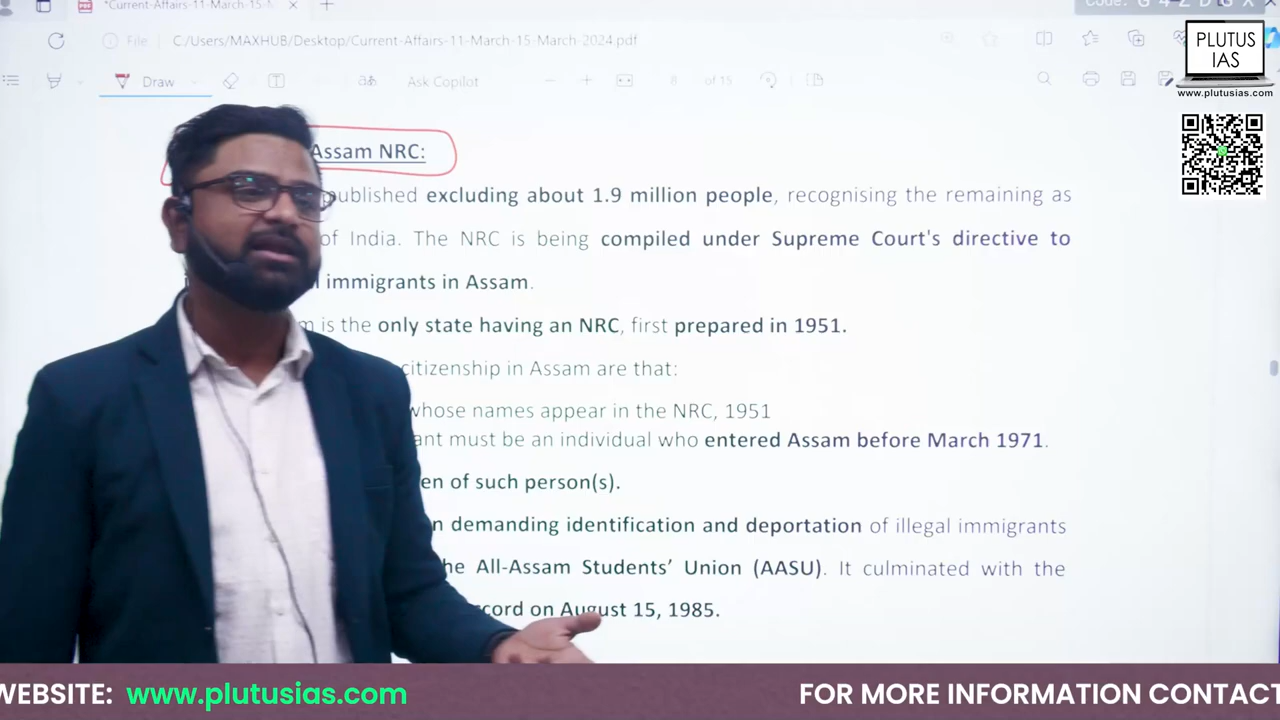 *Current-Affairs-11-March-15-M
File C:/Users/MAXHUB/Desktop/Current-Affairs-11-March-15-March-2024.pdf
Draw Ask Copilot 8 of 15
PLUTUS
IAS
www.plutusias.com
Assam NRC:
published excluding about 1.9 million people, recognising the remaining as
of India. The NRC is being compiled under Supreme Court's directive to
immigrants in Assam.
is the only state having an NRC, first prepared in 1951.
citizenship in Assam are that:
whose names appear in the NRC, 1951
must be an individual who entered Assam before March 1971.
of such person(s).
demanding identification and deportation of illegal immigrants
the All-Assam Students’ Union (AASU). It culminated with the
on August 15, 1985.
WEBSITE: www.plutusias.com FOR MORE INFORMATION CONTACT